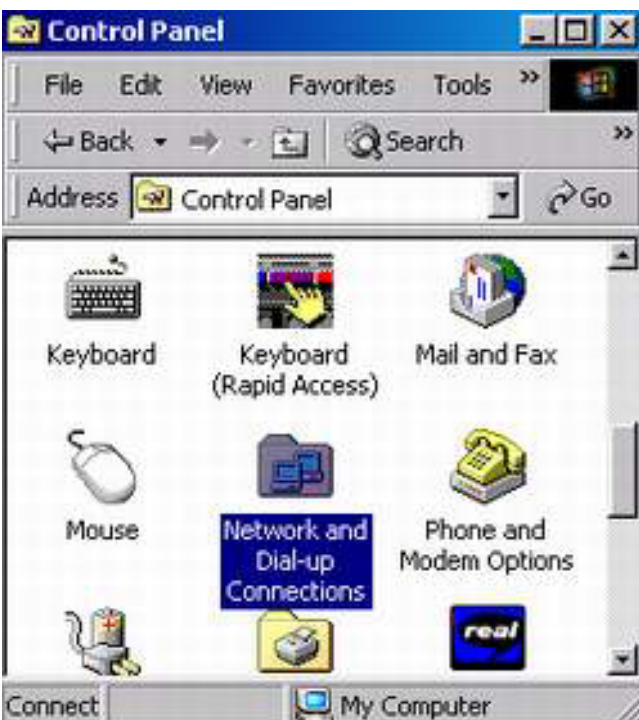 Control Panel
File Edit View Favorites Tools »
Back Search »
Address Control Panel Go
Keyboard
Keyboard
(Rapid Access)
Mail and Fax
Mouse
Network and
Dial-up
Connections
Phone and
Modem Options
real
Connect My Computer